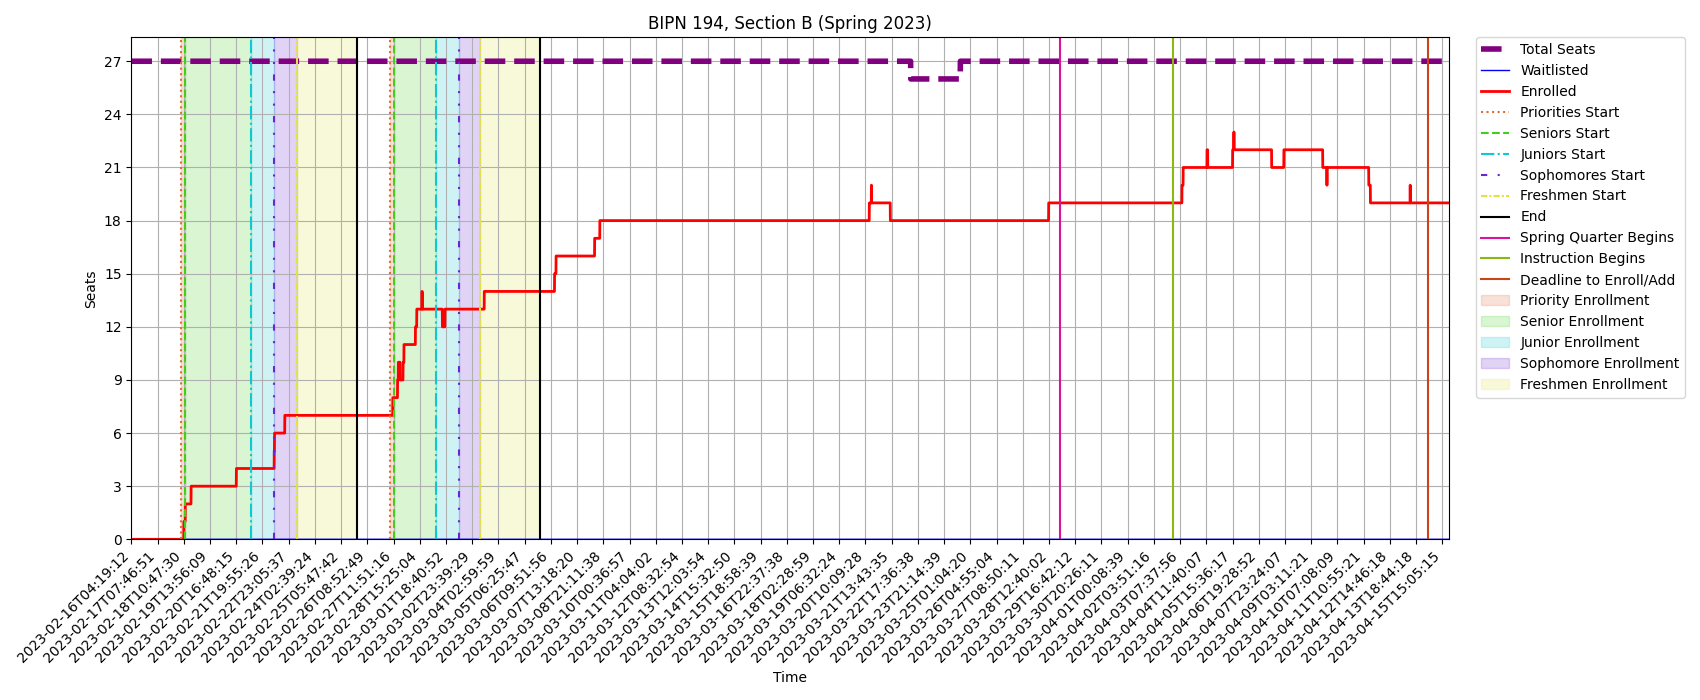 BIPN 194, Section B (Spring 2023)
Seats
27
24
21
18
15
12
9
6
3
0
2023-02-16T04:19:12
2023-02-17T07:46:51
2023-02-18T10:47:30
2023-02-19T13:56:09
2023-02-20T16:48:15
2023-02-21T19:55:26
2023-02-22T23:05:37
2023-02-24T02:39:24
2023-02-25T05:47:42
2023-02-26T08:52:49
2023-02-27T11:51:16
2023-02-28T15:25:04
2023-03-01T18:40:52
2023-03-02T23:39:29
2023-03-04T02:59:59
2023-03-05T06:25:47
2023-03-06T09:51:56
2023-03-07T13:18:20
2023-03-08T21:11:38
2023-03-10T00:36:57
2023-03-11T04:04:02
2023-03-12T08:32:54
2023-03-13T12:03:54
2023-03-14T15:32:50
2023-03-15T18:58:39
2023-03-16T22:37:38
2023-03-18T02:28:59
2023-03-19T06:32:24
2023-03-20T10:09:28
2023-03-21T13:43:35
2023-03-22T17:36:38
2023-03-23T21:14:39
2023-03-25T01:04:20
2023-03-26T04:55:04
2023-03-27T08:50:11
2023-03-28T12:40:02
2023-03-29T16:42:12
2023-03-30T20:26:11
2023-04-01T00:08:39
2023-04-02T03:51:16
2023-04-03T07:37:56
2023-04-04T11:40:07
2023-04-05T15:36:17
2023-04-06T19:28:52
2023-04-07T23:24:07
2023-04-09T03:11:21
2023-04-10T07:08:09
2023-04-11T10:55:21
2023-04-12T14:46:18
2023-04-13T18:44:18
2023-04-15T15:05:15
Time
Total Seats
Waitlisted
Enrolled
Priorities Start
Seniors Start
Juniors Start
Sophomores Start
Freshmen Start
End
Spring Quarter Begins
Instruction Begins
Deadline to Enroll/Add
Priority Enrollment
Senior Enrollment
Junior Enrollment
Sophomore Enrollment
Freshmen Enrollment